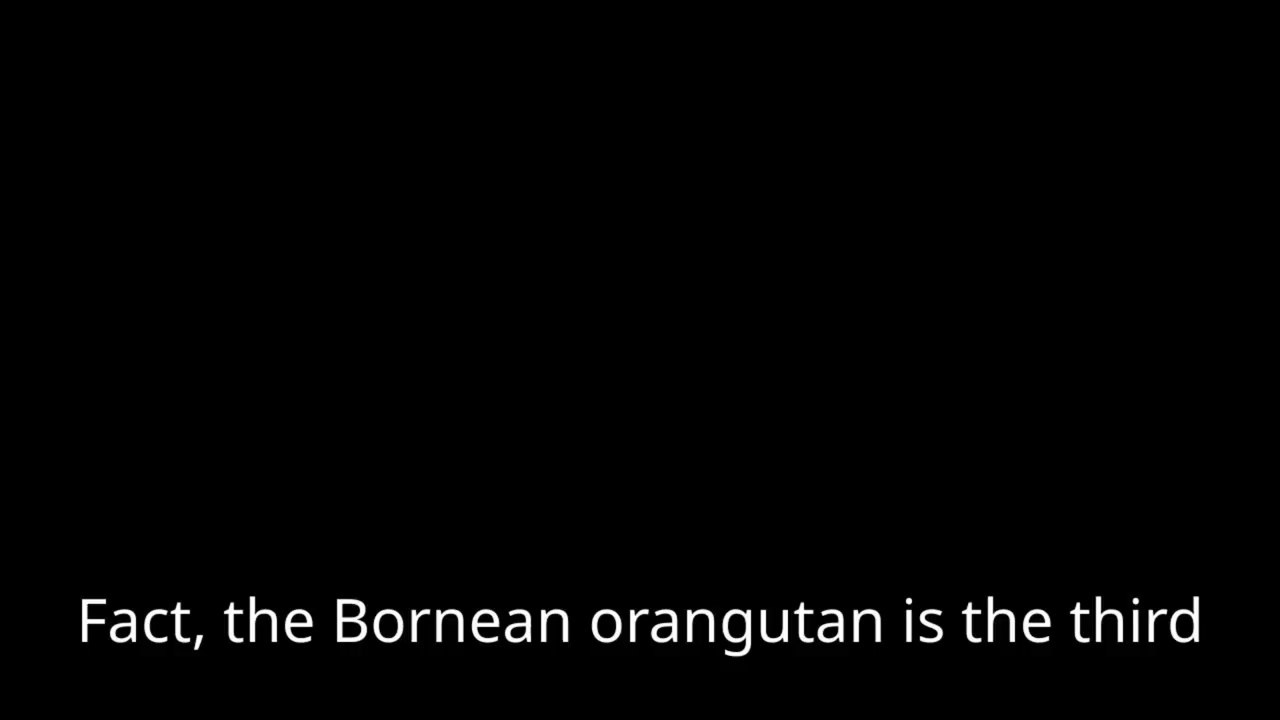 Fact, the Bornean orangutan is the third